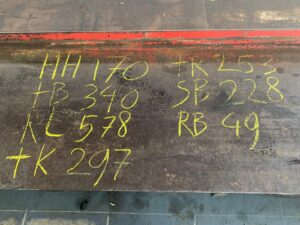 HH 170
tB 340
KL 578
tK 297
tK 253
SB 228
RB 49